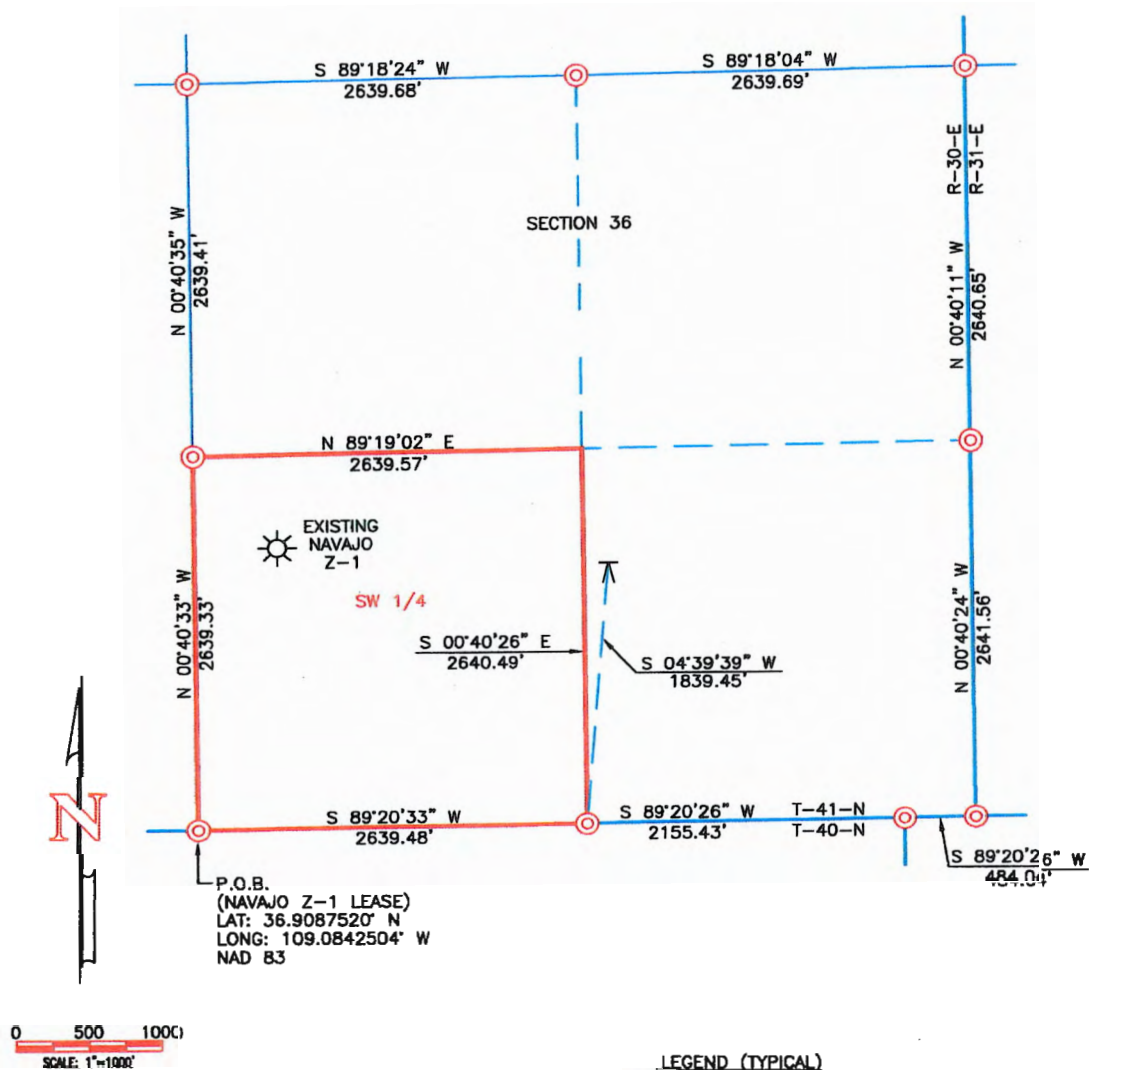 S 89°18'24" W
2639.68'
S 89°18'04" W
2639.69'
R-30-E
R-31-E
SECTION 36
N 00°40'35" W
2639.41'
N 00°40'11" W
2640.65'
N 89°19'02" E
2639.57'
EXISTING
NAVAJO
Z-1
SW 1/4
N 00°40'33" W
2639.33'
S 00°40'26" E
2640.49'
S 04°39'39" W
1839.45'
N 00°40'24" W
2641.56'
S 89°20'33" W
2639.48'
S 89°20'26" W
2155.43'
T-41-N
T-40-N
S 89°20'26" W
484.04'
N
P.O.B.
(NAVAJO Z-1 LEASE)
LAT: 36.9087520° N
LONG: 109.0842504° W
NAD 83
0 500 1000
SCALE: 1"=1000'
LEGEND (TYPICAL)